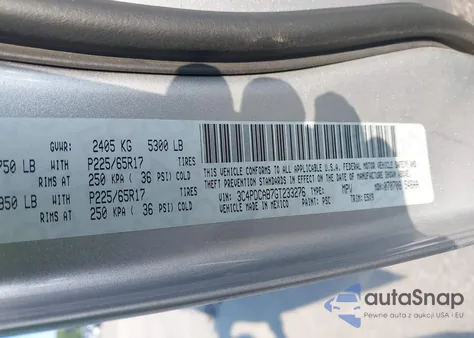 GVWR: 2405 KG 5300 LB
750 LB WITH P225/65R17 TIRES
RIMS AT 250 KPA ( 36 PSI) COLD
950 LB WITH P225/65R17 TIRES
RIMS AT 250 KPA ( 36 PSI) COLD
THIS VEHICLE CONFORMS TO ALL APPLICABLE U.S.A. FEDERAL MOTOR VEHICLE SAFETY AND
THEFT PREVENTION STANDARDS IN EFFECT ON THE DATE OF MANUFACTURE SHOWN ABOVE.
VIN: 3C4PDCAB7GT233276 TYPE: MPV MDH:
VEHICLE MADE IN MEXICO PAINT: PSC TRIM:
autoSnap
Pewne auta z aukcji USA i EU